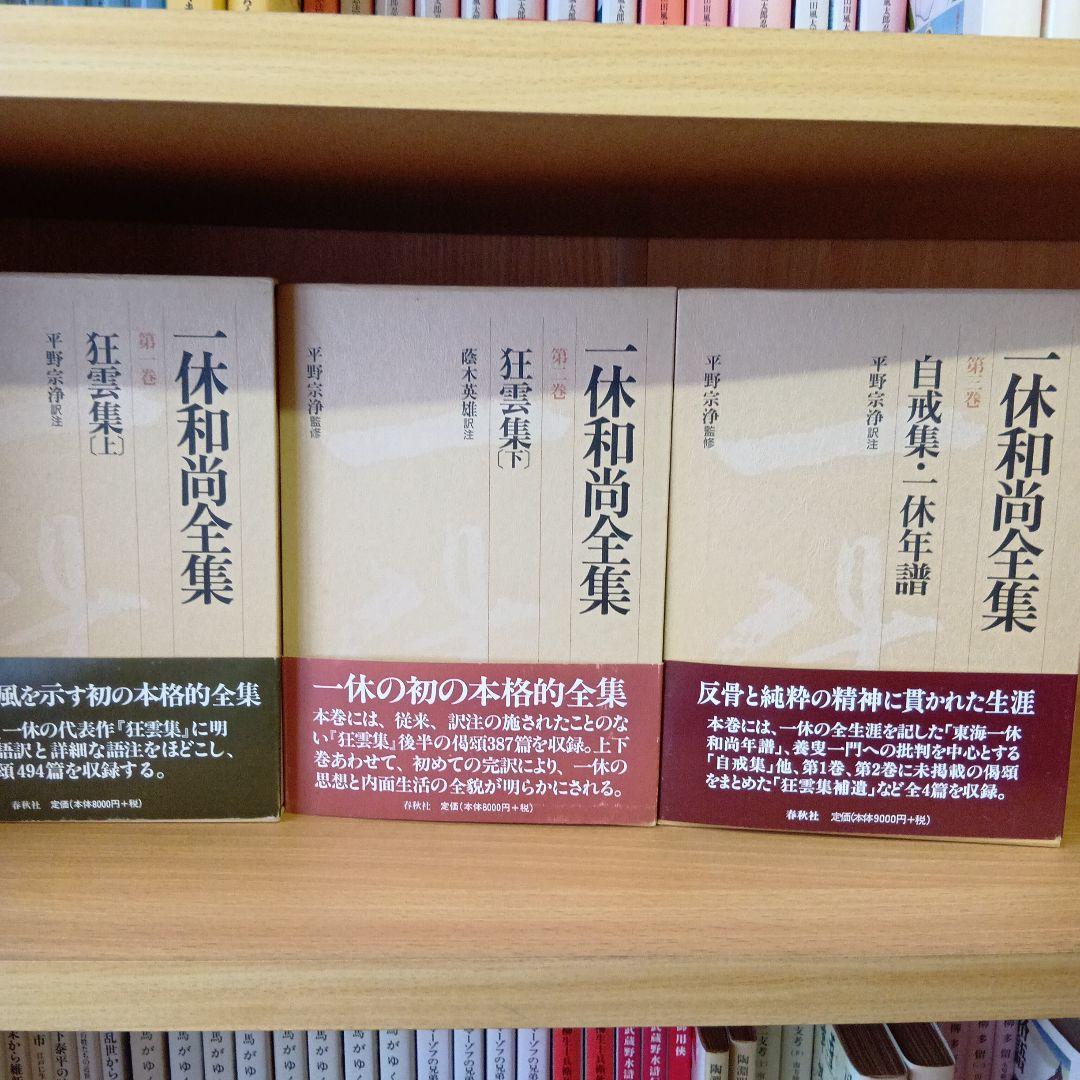 一休和尚全集
第一巻
狂雲集〔上〕
平野宗浄訳注
風を示す初の本格的全集
一休の代表作『狂雲集』に明
語訳と詳細な語注をほどこし、
頌494篇を収録する。
春秋社 定価(本体8000円+税)
一休和尚全集
第二巻
狂雲集〔下〕
蔭木英雄訳注
平野宗浄監修
一休の初の本格的全集
本巻には、従来、訳注の施されたことのな
い『狂雲集』後半の偈頌387篇を収録。上下
巻あわせて、初めての完訳により、一休の
思想と内面生活の全貌が明らかにされる。
春秋社 定価(本体8000円+税)
一休和尚全集
第三巻
自戒集・一休年譜
平野宗浄訳注
平野宗浄監修
反骨と純粋の精神に貫かれた生涯
本巻には、一休の全生涯を記した「東海一休
和尚年譜」、養叟一門への批判を中心とする
「自戒集」他、第1巻、第2巻に未掲載の偈頌
をまとめた「狂雲集補遺」など全4篇を収録。
春秋社 定価(本体9000円+税)